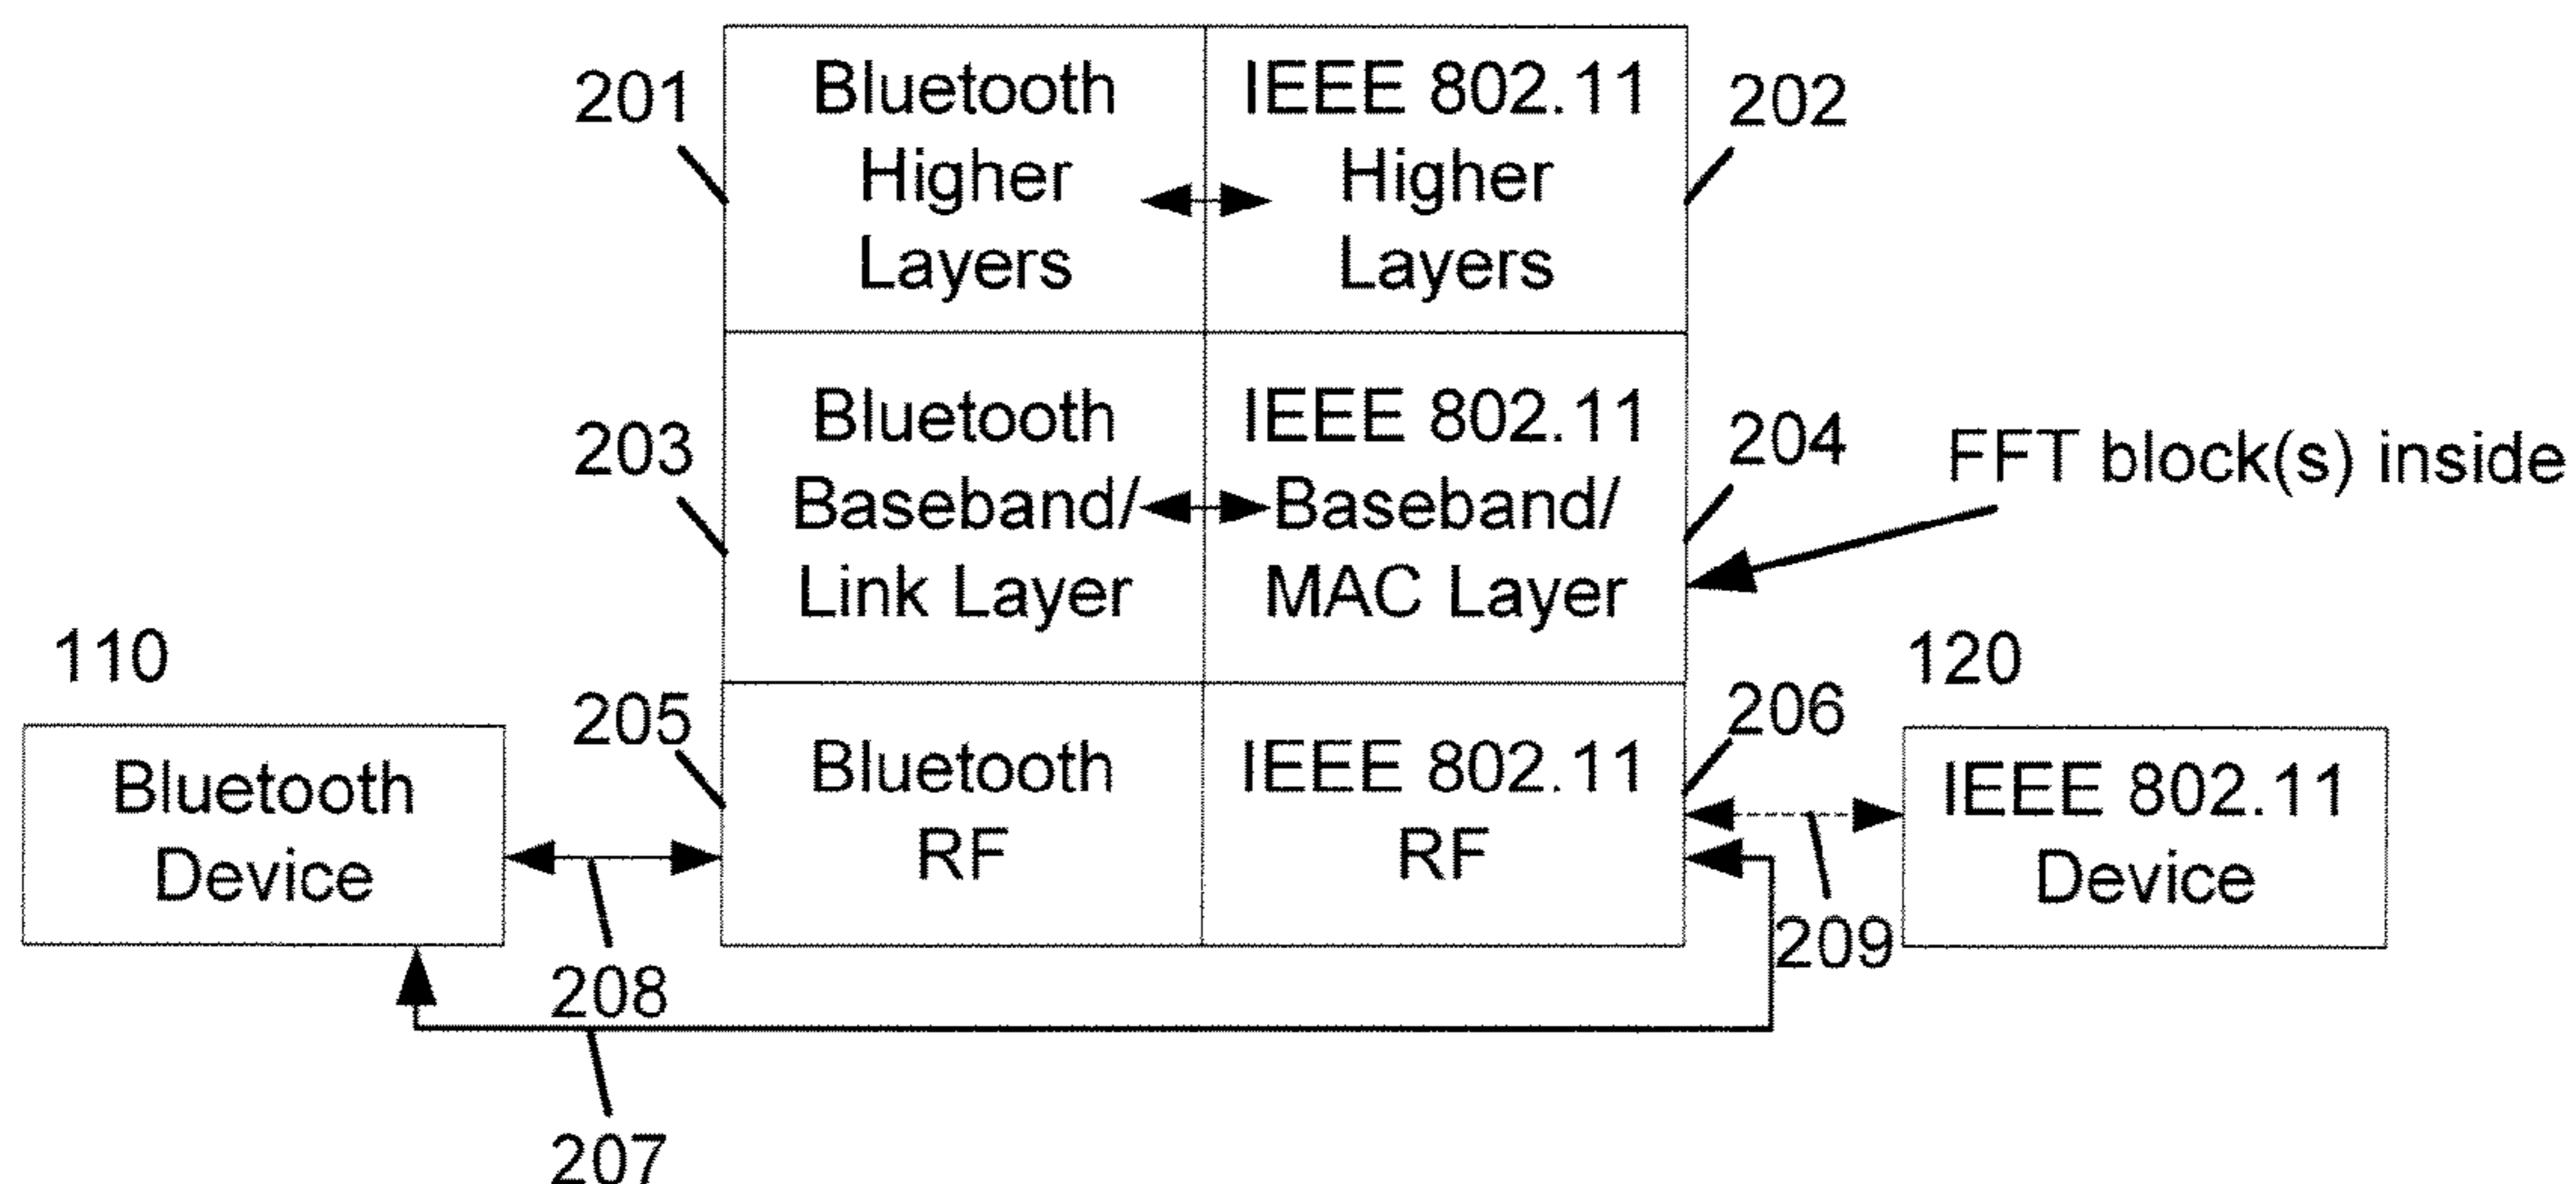 201
Bluetooth
Higher
Layers
IEEE 802.11
Higher
Layers
202
203
Bluetooth
Baseband/
Link Layer
IEEE 802.11
Baseband/
MAC Layer
204
FFT block(s) inside
110
Bluetooth
Device
205
Bluetooth
RF
IEEE 802.11
RF
206
120
IEEE 802.11
Device
208
209
207